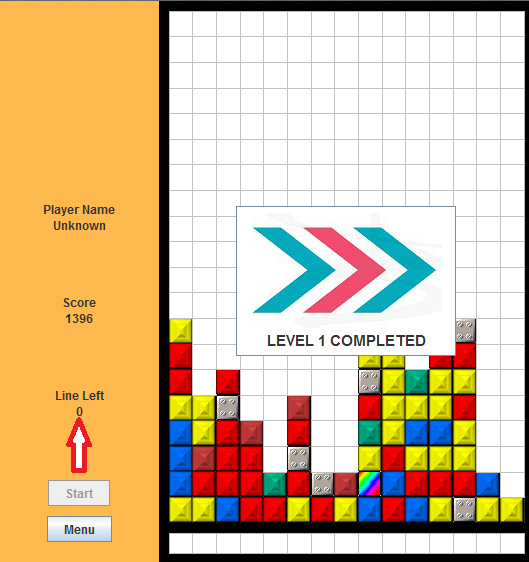 Player Name
Unknown
Score
1396
Line Left
0
Start
Menu
LEVEL 1 COMPLETED